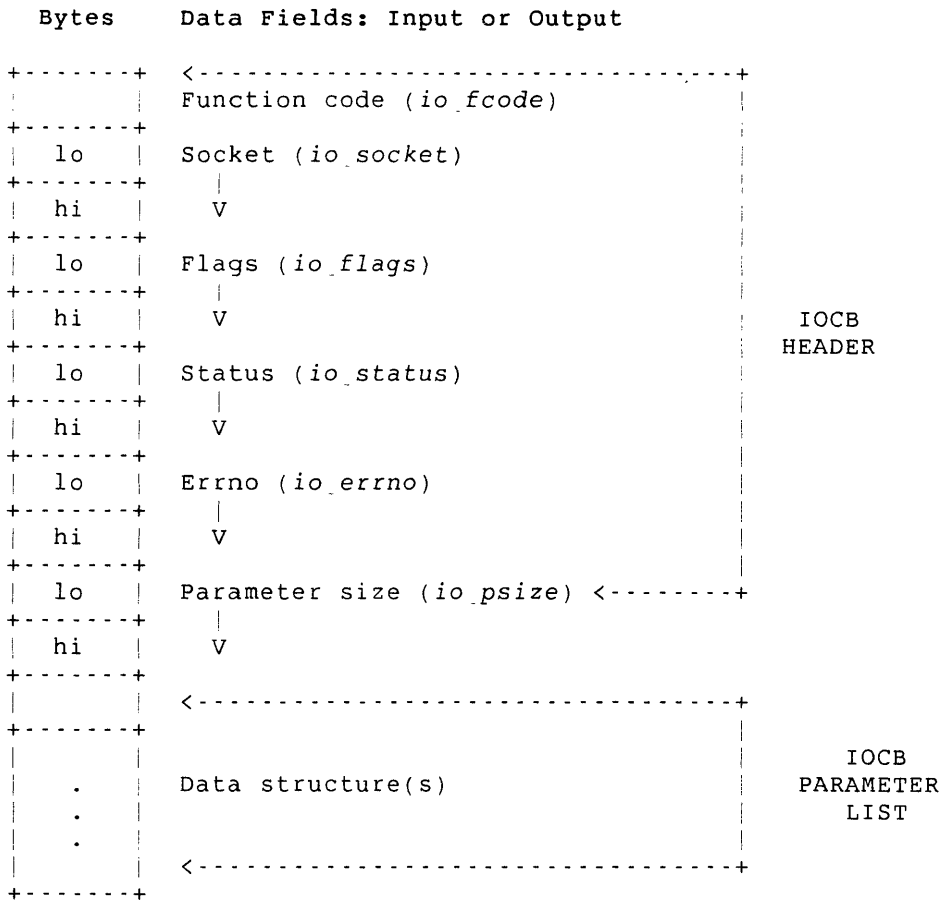 Bytes Data Fields: Input or Output
Function code (io_fcode)
lo Socket (io_socket)
hi V
lo Flags (io_flags)
hi V IOCB
HEADER
lo Status (io_status)
hi V
lo Errno (io_errno)
hi V
lo Parameter size (io_psize)
hi V
IOCB
Data structure(s) PARAMETER
LIST